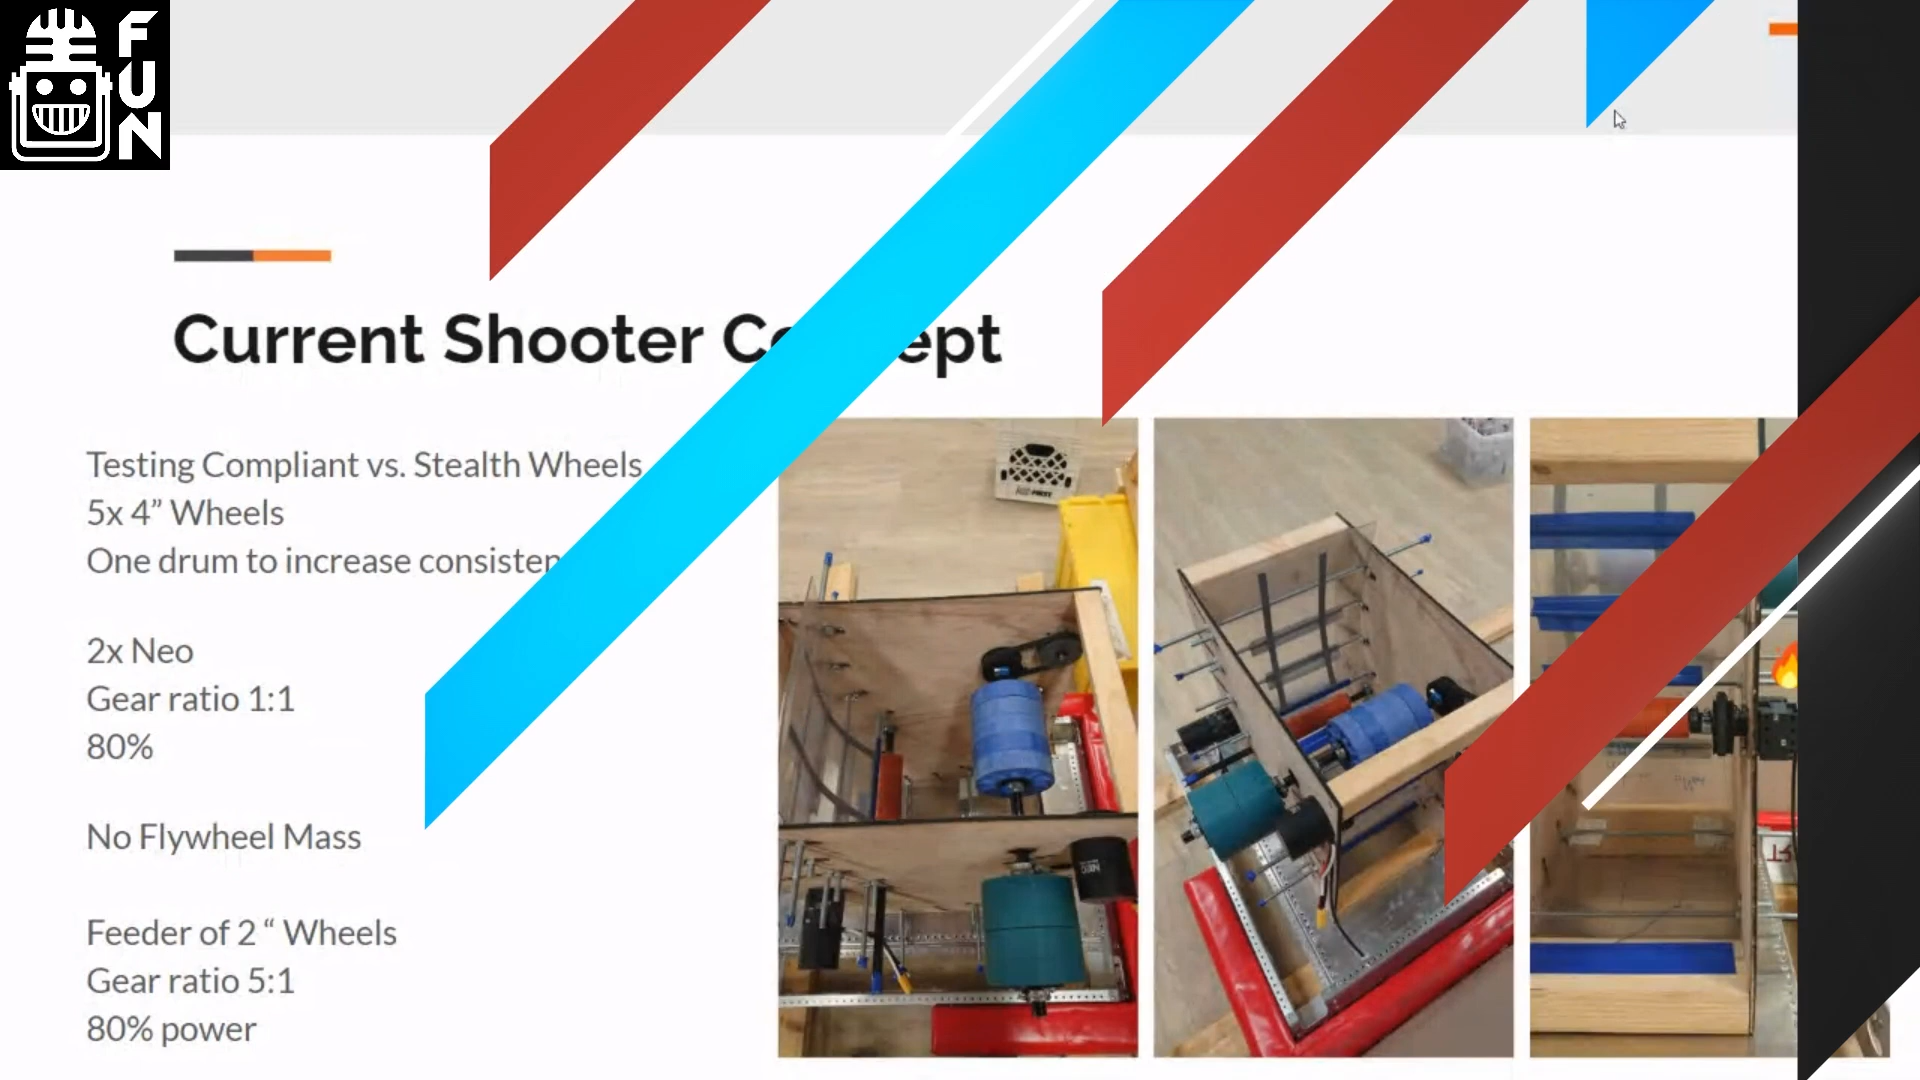 FUN
Current Shooter Concept
Testing Compliant vs. Stealth Wheels
5x 4” Wheels
One drum to increase consisten
2x Neo
Gear ratio 1:1
80%
No Flywheel Mass
Feeder of 2 “ Wheels
Gear ratio 5:1
80% power